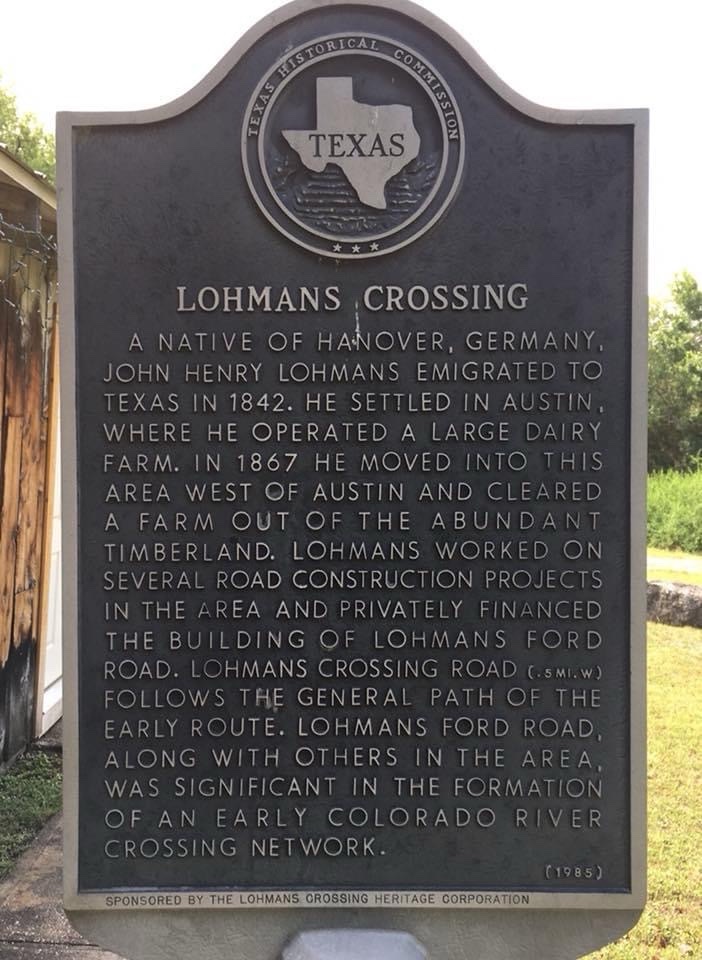 TEXAS HISTORICAL COMMISSION
TEXAS
LOHMANS CROSSING
A NATIVE OF HANOVER, GERMANY,
JOHN HENRY LOHMANS EMIGRATED TO
TEXAS IN 1842. HE SETTLED IN AUSTIN,
WHERE HE OPERATED A LARGE DAIRY
FARM. IN 1867 HE MOVED INTO THIS
AREA WEST OF AUSTIN AND CLEARED
A FARM OUT OF THE ABUNDANT
TIMBERLAND. LOHMANS WORKED ON
SEVERAL ROAD CONSTRUCTION PROJECTS
IN THE AREA AND PRIVATELY FINANCED
THE BUILDING OF LOHMANS FORD
ROAD. LOHMANS CROSSING ROAD (.5MI.W)
FOLLOWS THE GENERAL PATH OF THE
EARLY ROUTE. LOHMANS FORD ROAD,
ALONG WITH OTHERS IN THE AREA,
WAS SIGNIFICANT IN THE FORMATION
OF AN EARLY COLORADO RIVER
CROSSING NETWORK.
(1985)
SPONSORED BY THE LOHMANS CROSSING HERITAGE CORPORATION